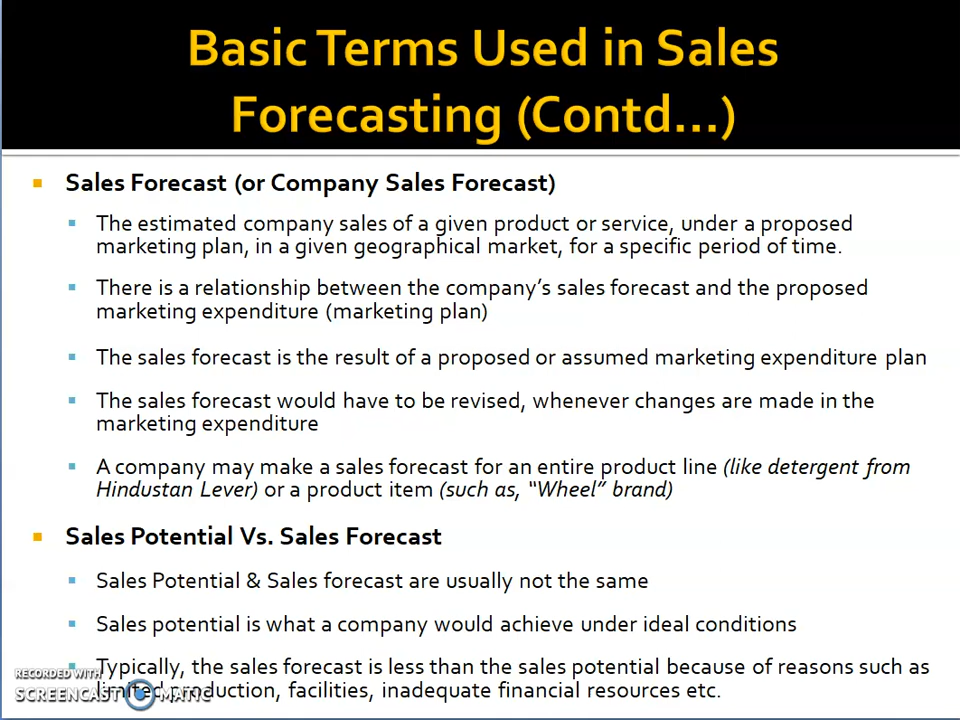 Basic Terms Used in Sales
Forecasting (Contd...)
Sales Forecast (or Company Sales Forecast)
The estimated company sales of a given product or service, under a proposed
marketing plan, in a given geographical market, for a specific period of time.
There is a relationship between the company’s sales forecast and the proposed
marketing expenditure (marketing plan)
The sales forecast is the result of a proposed or assumed marketing expenditure plan
The sales forecast would have to be revised, whenever changes are made in the
marketing expenditure
A company may make a sales forecast for an entire product line (like detergent from
Hindustan Lever) or a product item (such as, “Wheel” brand)
Sales Potential Vs. Sales Forecast
Sales Potential & Sales forecast are usually not the same
Sales potential is what a company would achieve under ideal conditions
Typically, the sales forecast is less than the sales potential because of reasons such as
limited production, facilities, inadequate financial resources etc.
RECORDED WITH
SCREENCAST MATIC